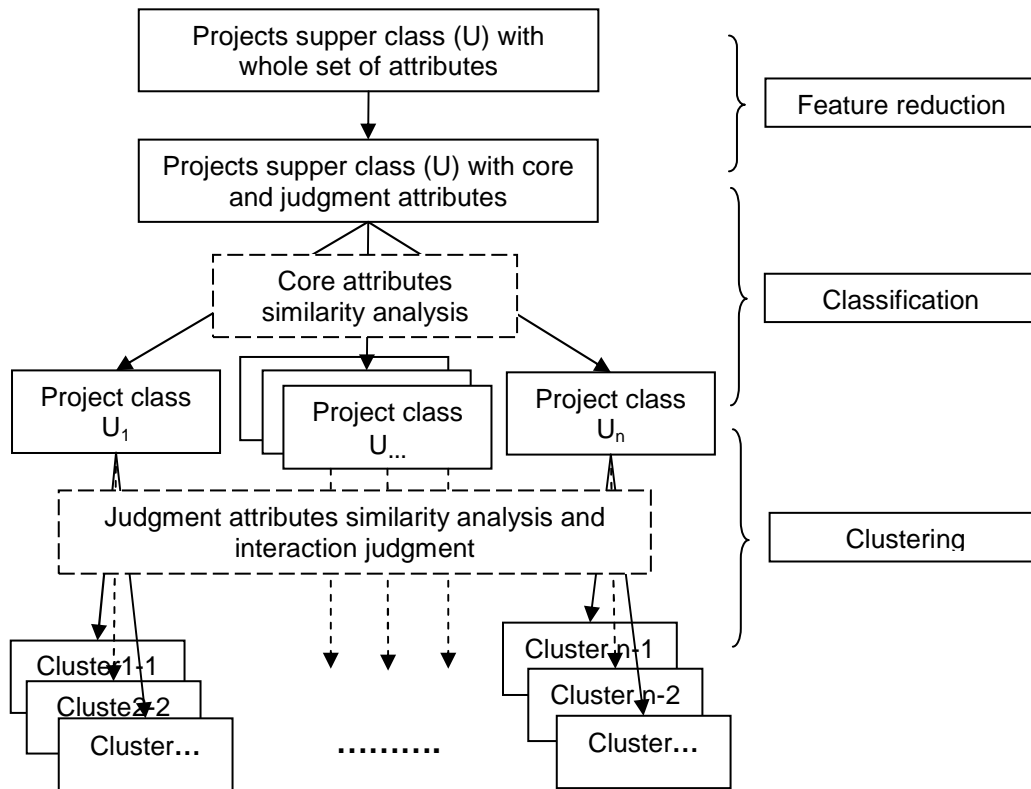 Projects supper class (U) with
whole set of attributes
Feature reduction
Projects supper class (U) with core
and judgment attributes
Core attributes
similarity analysis
Classification
Project class
U₁
Project class
U...
Project class
Uₙ
Judgment attributes similarity analysis and
interaction judgment
Clustering
Cluster1-1
Cluste2-2
Cluster...
..........
Cluster n-1
Cluster n-2
Cluster...